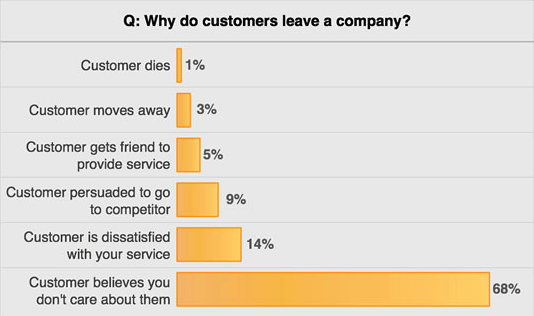 Q: Why do customers leave a company?
Customer dies
1%
Customer moves away
3%
Customer gets friend to
provide service
5%
Customer persuaded to go
to competitor
9%
Customer is dissatisfied
with your service
14%
Customer believes you
don't care about them
68%